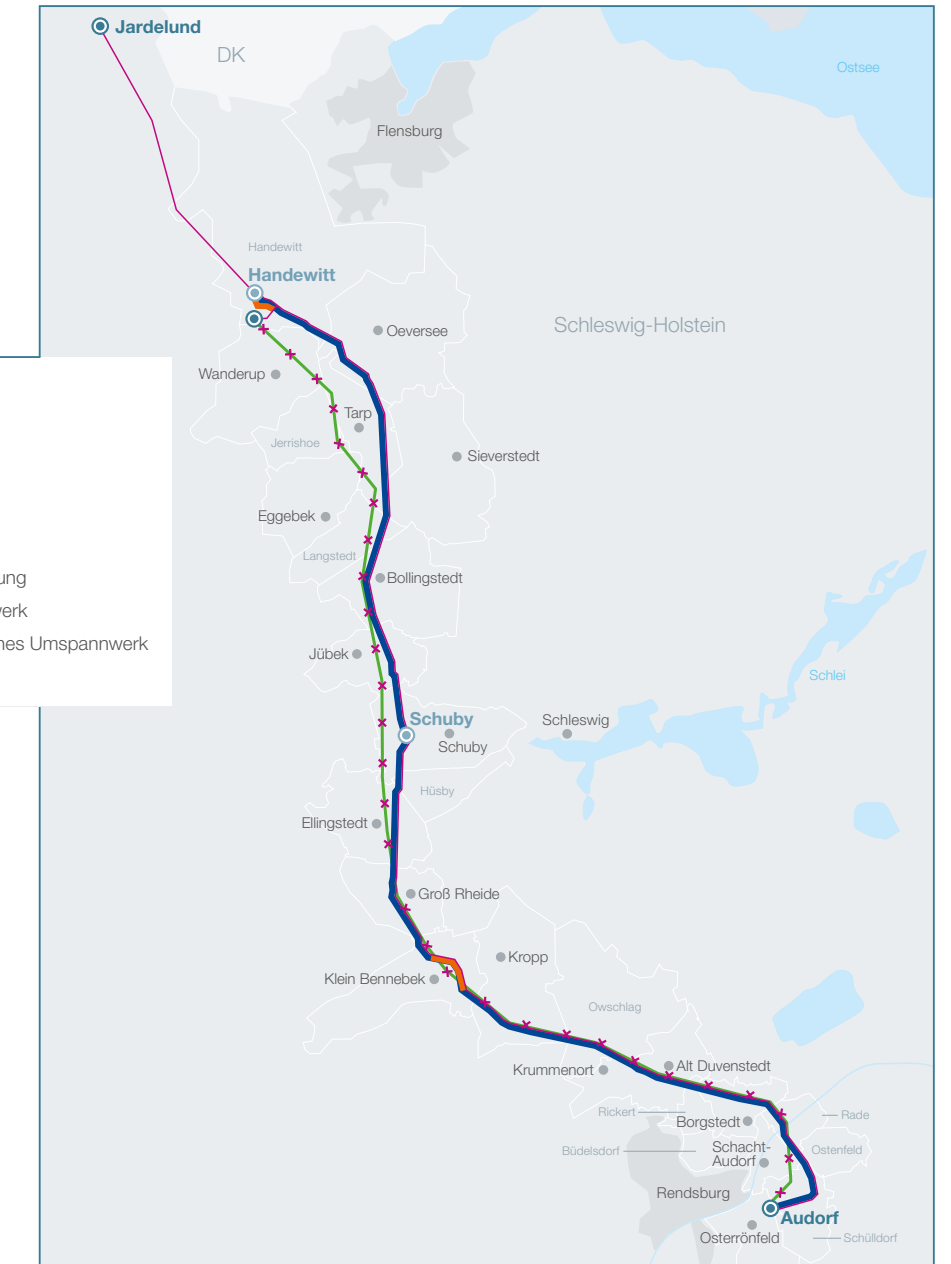 Jardelund
DK
Ostsee
Flensburg
Handewitt
Handewitt
Schleswig-Holstein
Oeversee
Wanderup
Tarp
Jerrishoe
Sieverstedt
Eggebek
Langstedt
ung
Bollingstedt
werk
nes Umspannwerk
Jübek
Schlei
Schuby
Schleswig
Schuby
Hüsby
Ellingstedt
Groß Rheide
Kropp
Klein Bennebek
Owschlag
Krummenort
Alt Duvenstedt
Rickert
Borgstedt
Rade
Büdelsdorf
Schacht-
Audorf
Ostenfeld
Rendsburg
Audorf
Osterrönfeld
Schülldorf